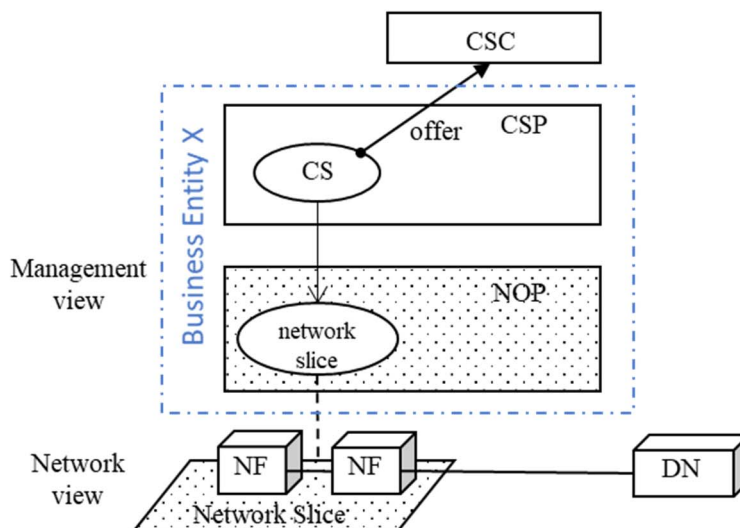 CSC
offer
CSP
CS
Business Entity X
Management
view
NOP
network
slice
Network
view
NF
NF
DN
Network Slice